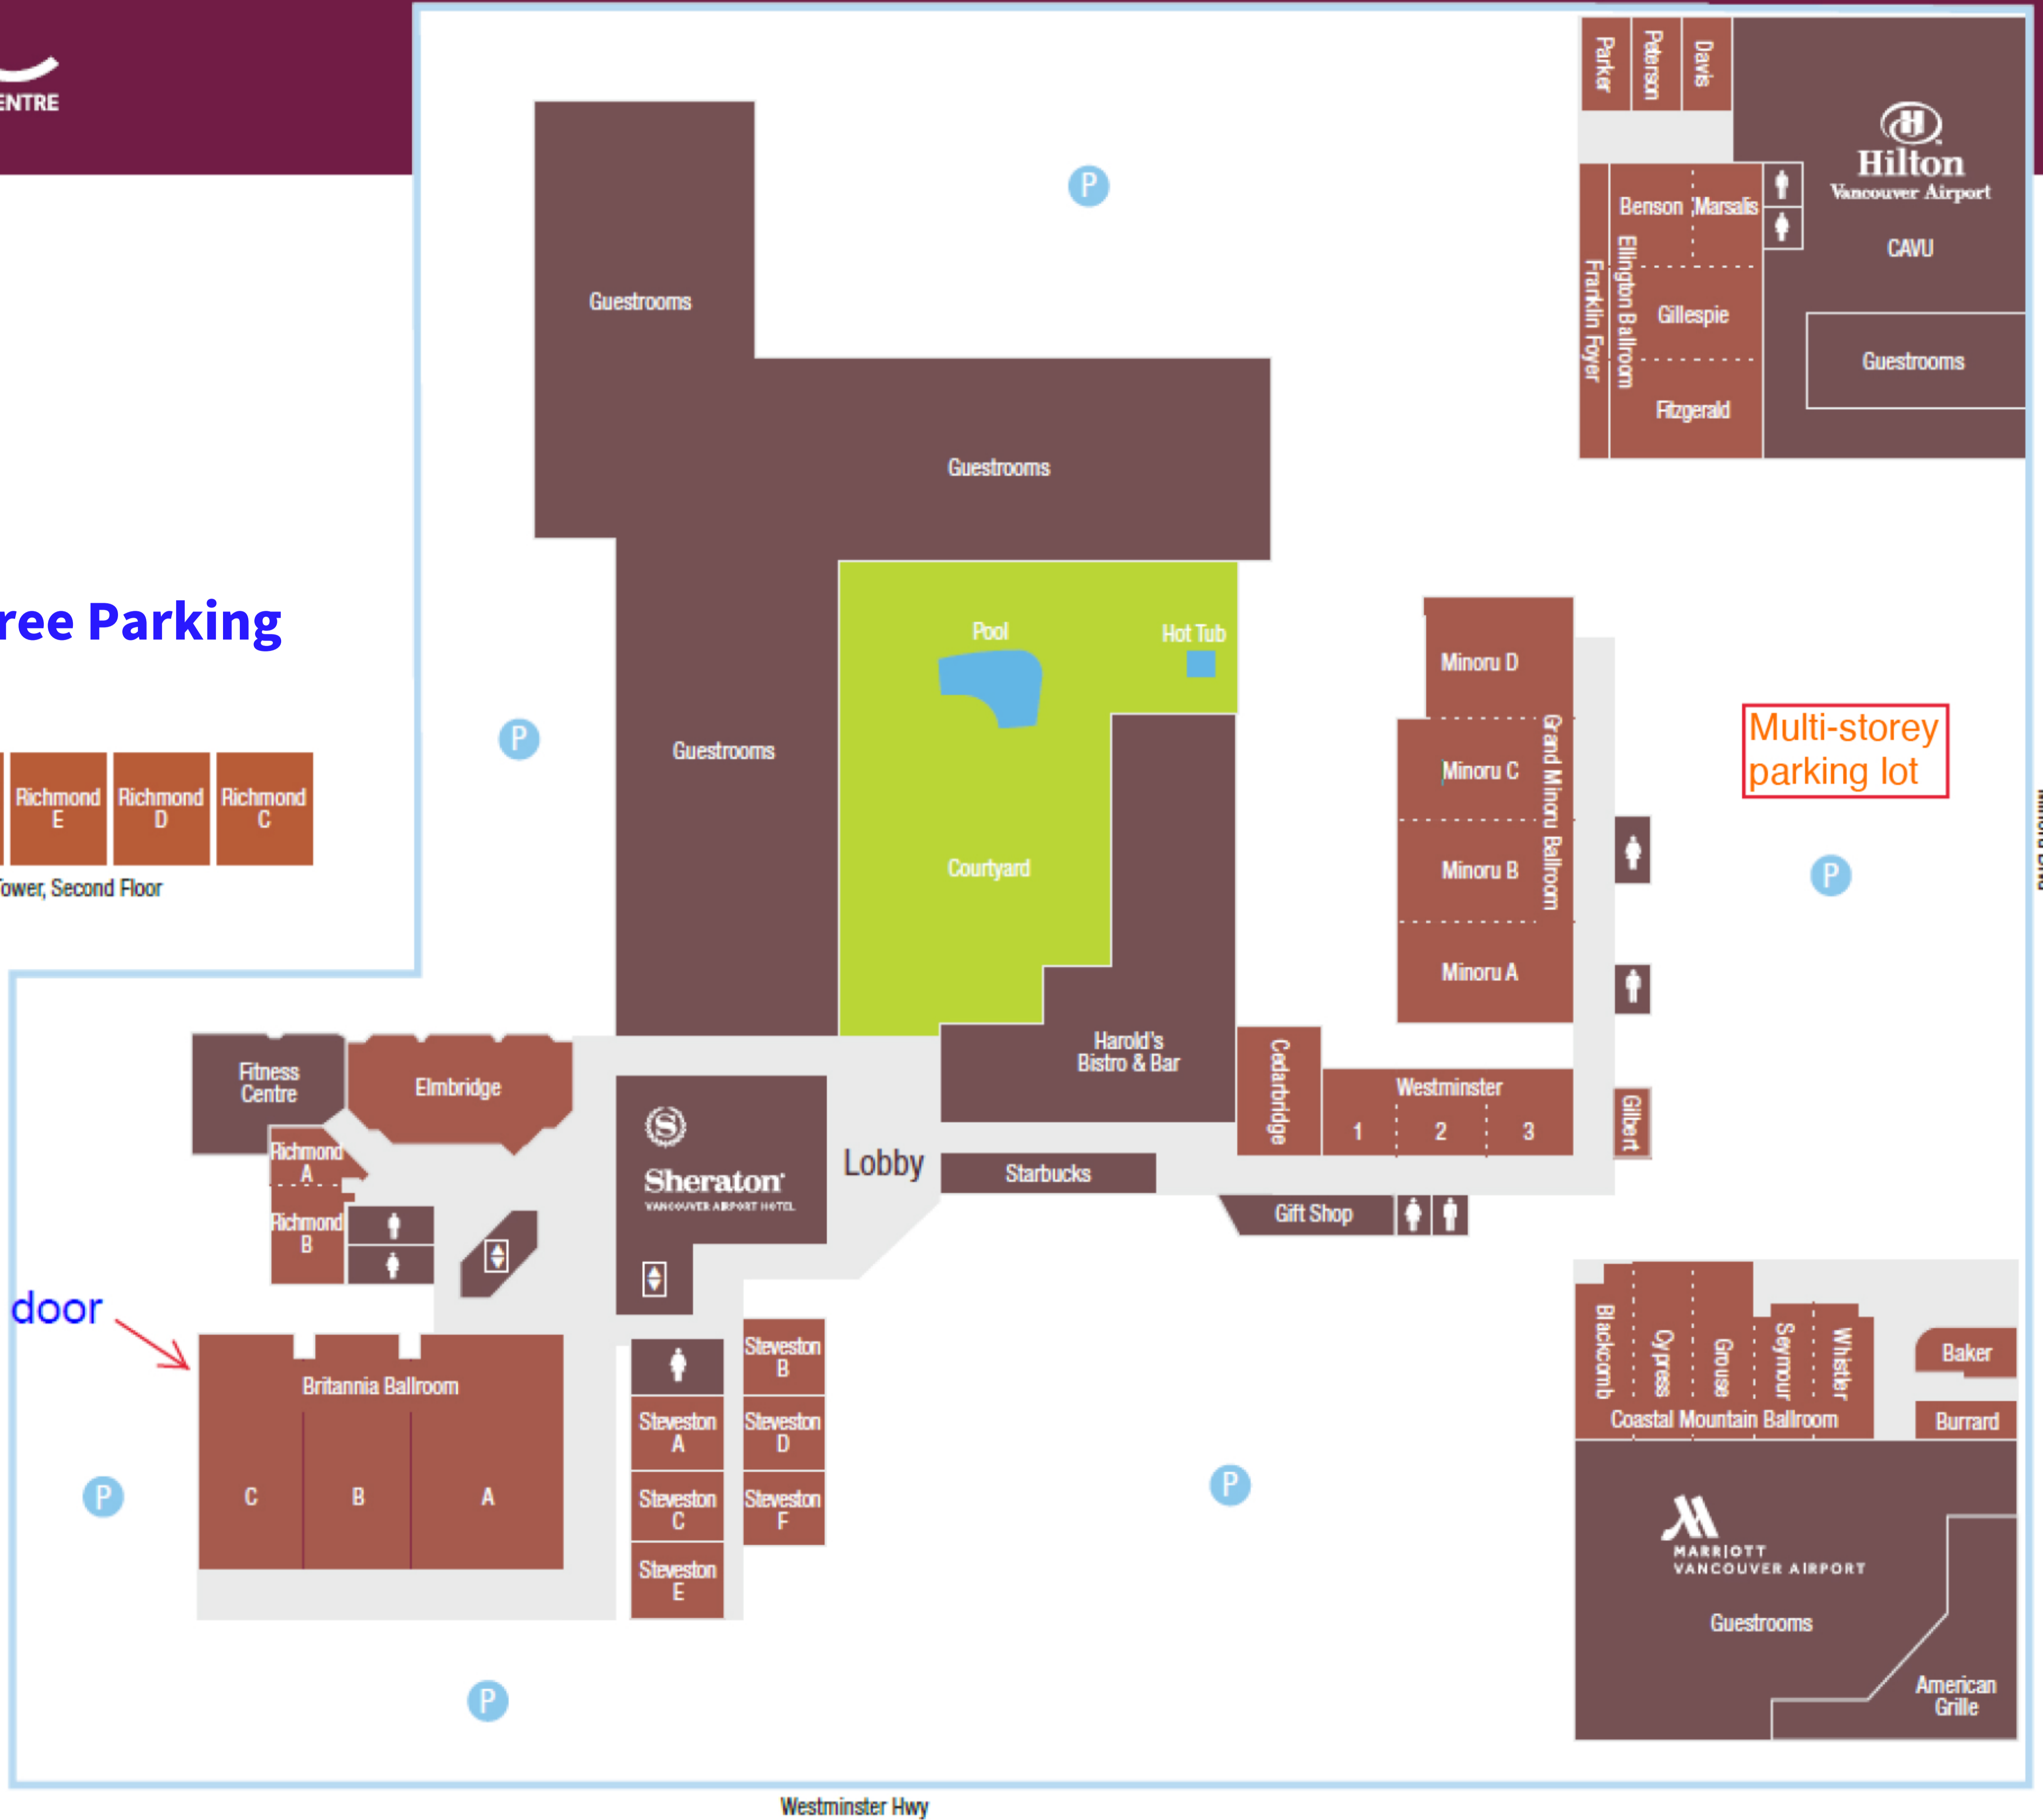 ENTRE
Parker
Peterson
Davis
Hilton
Vancouver Airport
CAVU
Guestrooms
Franklin Foyer
Ellington Ballroom
Benson
Marsalis
Gillespie
Fitzgerald
P
Guestrooms
Guestrooms
Guestrooms
ree Parking
P
Pool
Hot Tub
Courtyard
Minoru D
Minoru C
Minoru B
Minoru A
Grand Minoru Ballroom
Multi-storey
parking lot
P
Richmond
E
Richmond
D
Richmond
C
ower, Second Floor
Fitness
Centre
Elmbridge
Richmond
A
Richmond
B
S
Sheraton
VANCOUVER AIRPORT HOTEL
Lobby
Harold's
Bistro & Bar
Starbucks
Cedarbridge
Westminster
1
2
3
Gilbert
Gift Shop
door
Britannia Ballroom
C
B
A
P
Steveston
B
Steveston
A
Steveston
D
Steveston
C
Steveston
F
Steveston
E
P
P
Blackcomb
Cypress
Grouse
Seymour
Whistler
Coastal Mountain Ballroom
Baker
Burrard
MARRIOTT
VANCOUVER AIRPORT
Guestrooms
American
Grille
Westminster Hwy